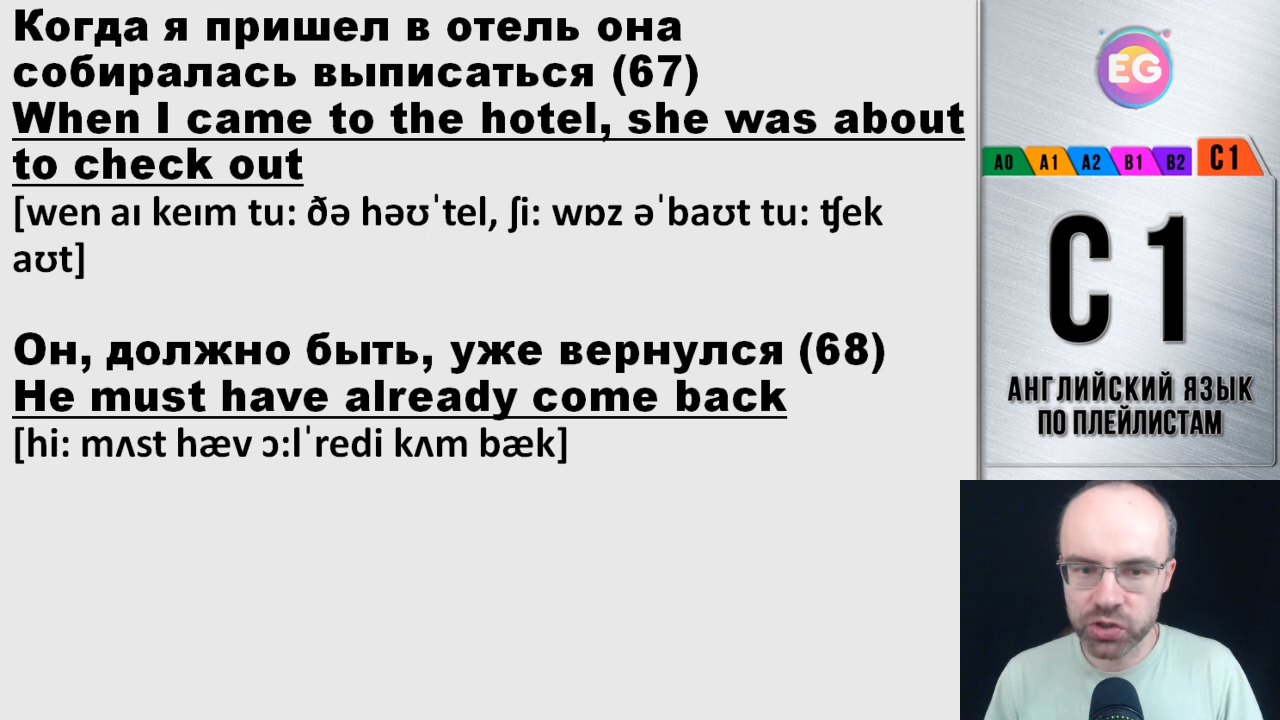 Когда я пришел в отель она
собиралась выписаться (67)
When I came to the hotel, she was about
to check out
[wen aɪ keɪm tu: ðə həʊˈtel, ʃi: wɒz əˈbaʊt tu: ʧek
aʊt]
Он, должно быть, уже вернулся (68)
He must have already come back
[hi: mʌst hæv ɔ:lˈredi kʌm bæk]
EG
A0 A1 A2 B1 B2 C1
C1
АНГЛИЙСКИЙ ЯЗЫК
ПО ПЛЕЙЛИСТАМ